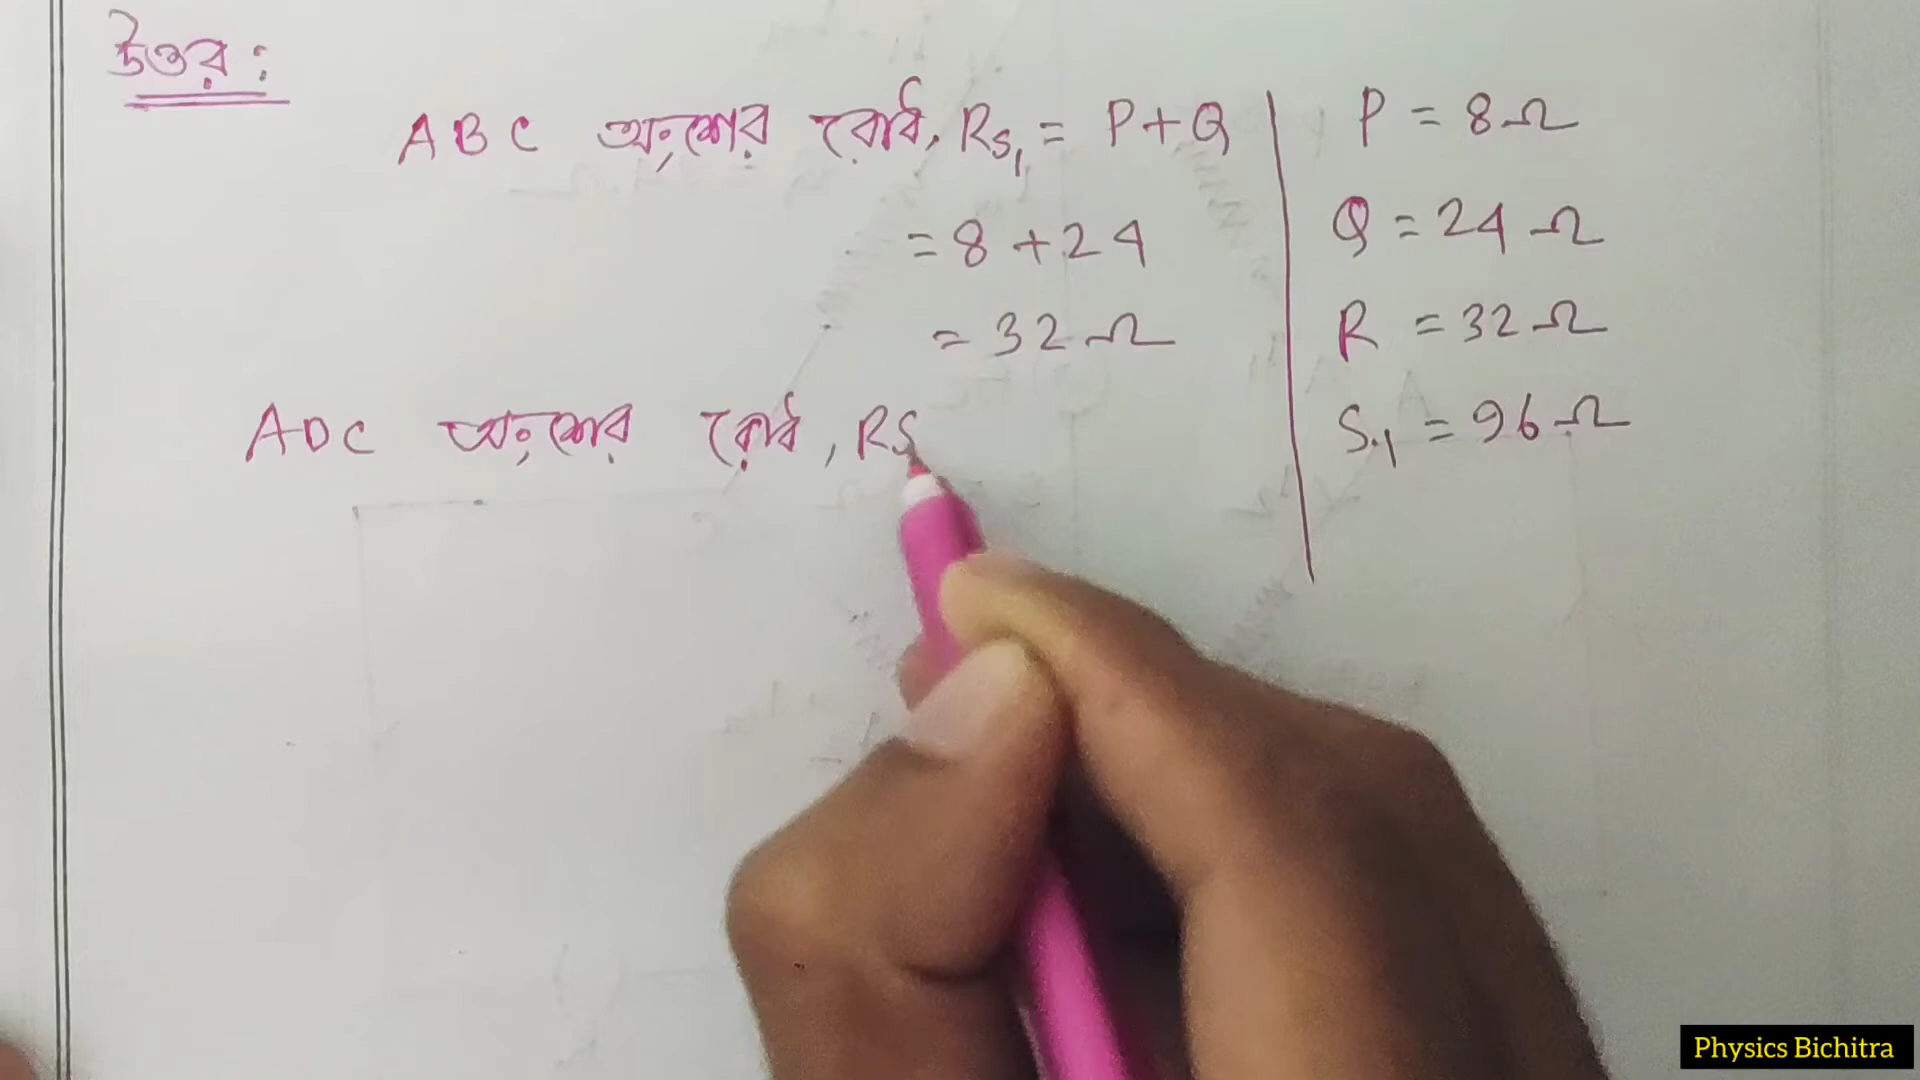 উত্তর :
ABC অংশের রোধ, Rs₁ = P+Q
= 8 + 24
= 32 Ω
ADC অংশের রোধ, RS
P = 8 Ω
Q = 24 Ω
R = 32 Ω
S₁ = 96 Ω
Physics Bichitra